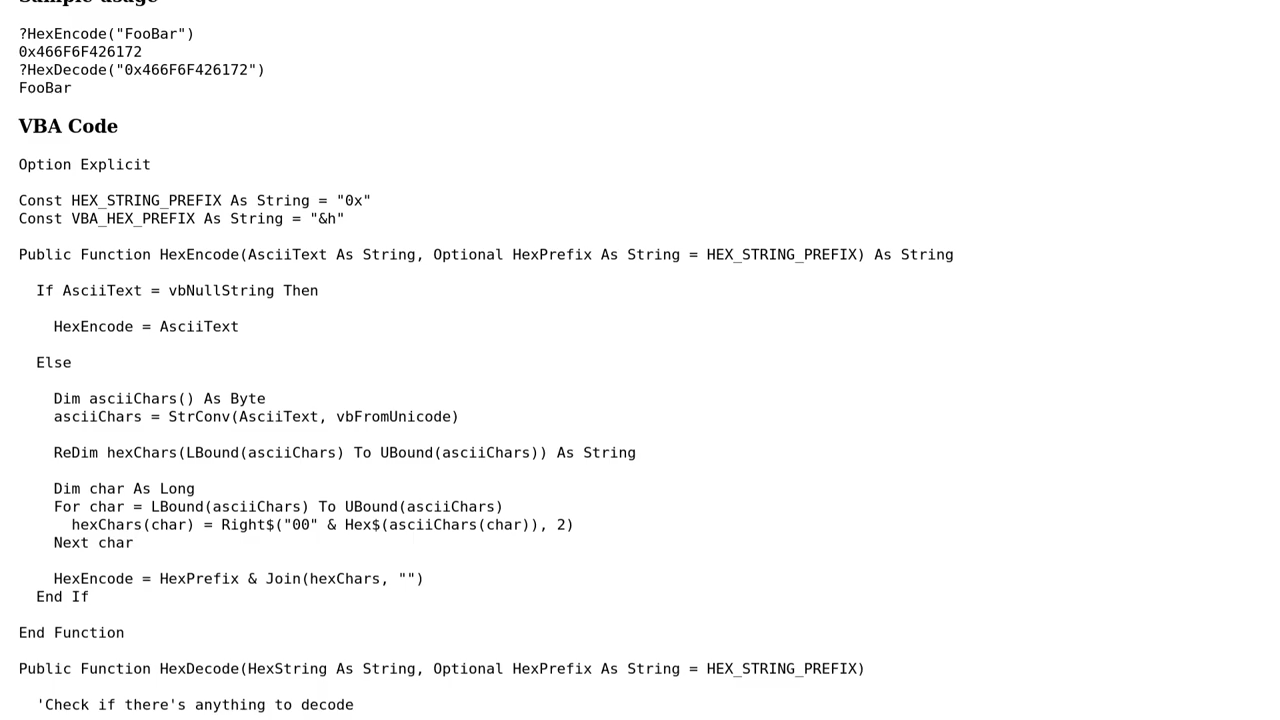 Sample usage
?HexEncode("FooBar")
0x466F6F426172
?HexDecode("0x466F6F426172")
FooBar
VBA Code
Option Explicit
Const HEX_STRING_PREFIX As String = "0x"
Const VBA_HEX_PREFIX As String = "&h"
Public Function HexEncode(AsciiText As String, Optional HexPrefix As String = HEX_STRING_PREFIX) As String
If AsciiText = vbNullString Then
HexEncode = AsciiText
Else
Dim asciiChars() As Byte
asciiChars = StrConv(AsciiText, vbFromUnicode)
ReDim hexChars(LBound(asciiChars) To UBound(asciiChars)) As String
Dim char As Long
For char = LBound(asciiChars) To UBound(asciiChars)
hexChars(char) = Right$("00" & Hex$(asciiChars(char)), 2)
Next char
HexEncode = HexPrefix & Join(hexChars, "")
End If
End Function
Public Function HexDecode(HexString As String, Optional HexPrefix As String = HEX_STRING_PREFIX)
'Check if there's anything to decode